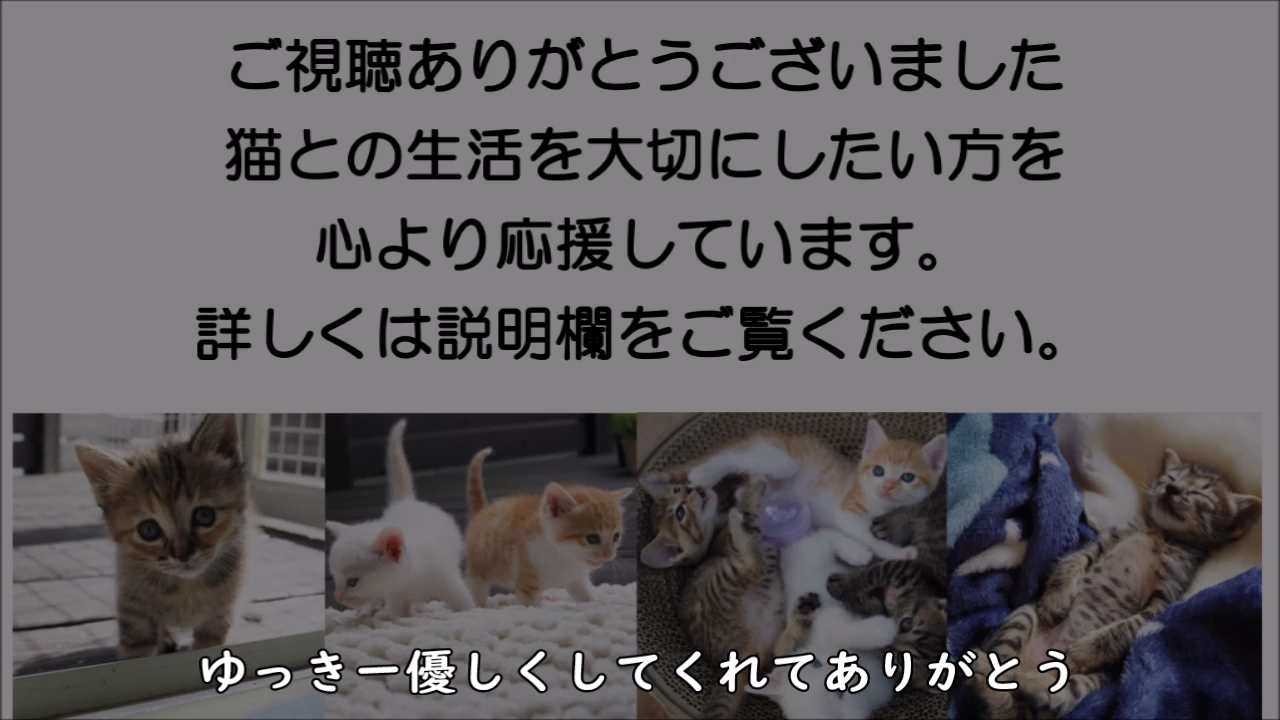 ご視聴ありがとうございました
猫との生活を大切にしたい方を
心より応援しています。
詳しくは説明欄をご覧ください。
ゆっきー優しくしてくれてありがとう